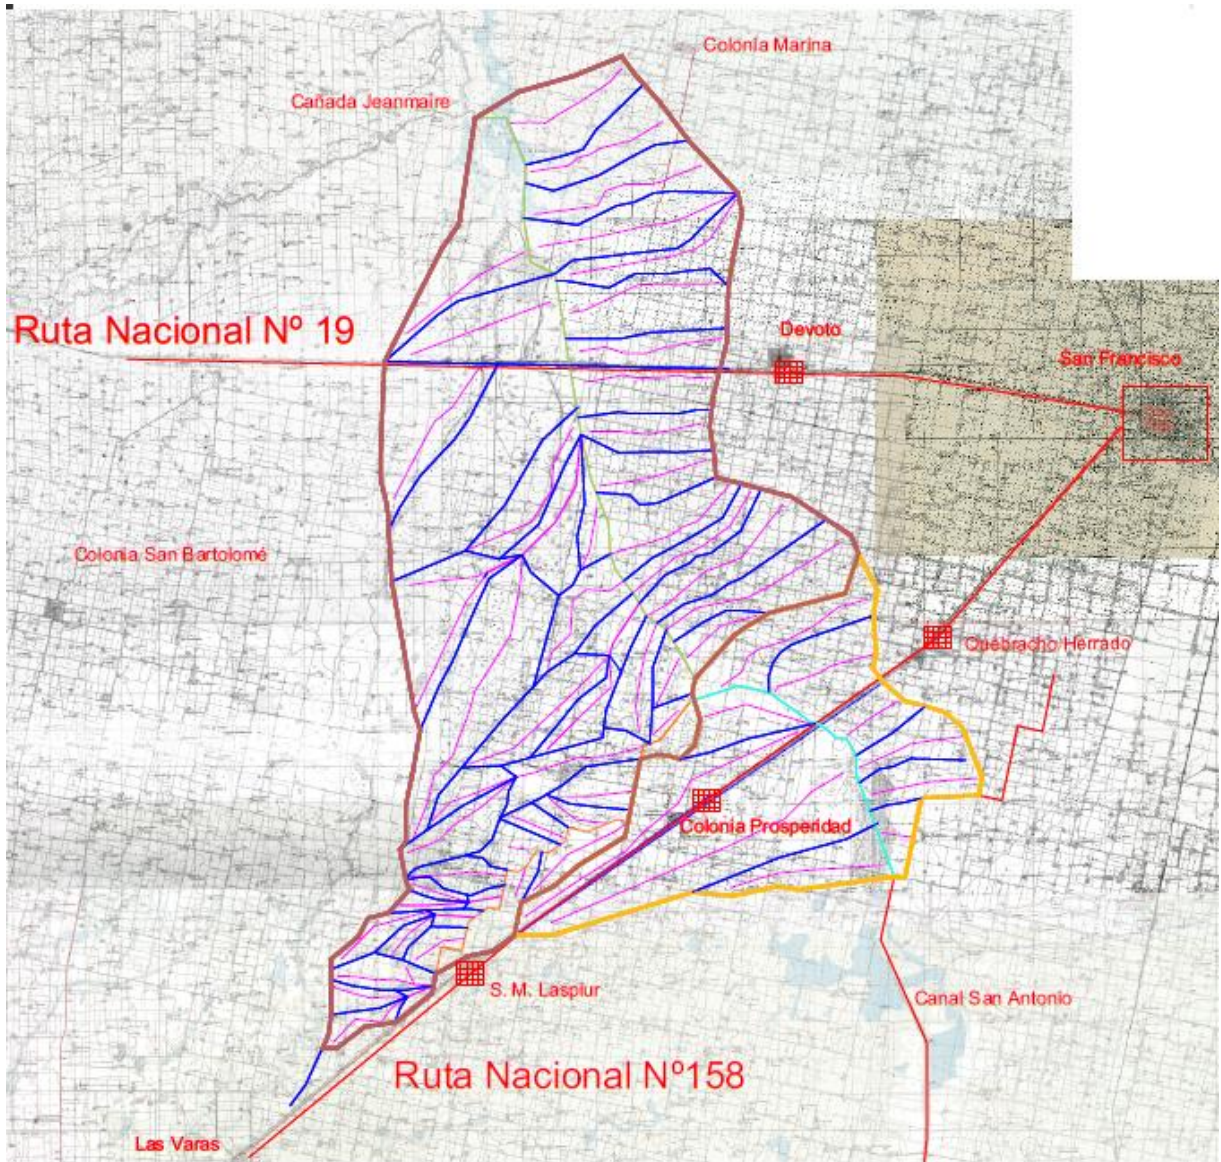 Colonia Marina
Cañada Jeanmaire
Ruta Nacional Nº 19
Devoto
San Francisco
Colonia San Bartolomé
Quebracho Herrado
Colonia Prosperidad
S. M. Laspiur
Canal San Antonio
Ruta Nacional Nº158
Las Varas